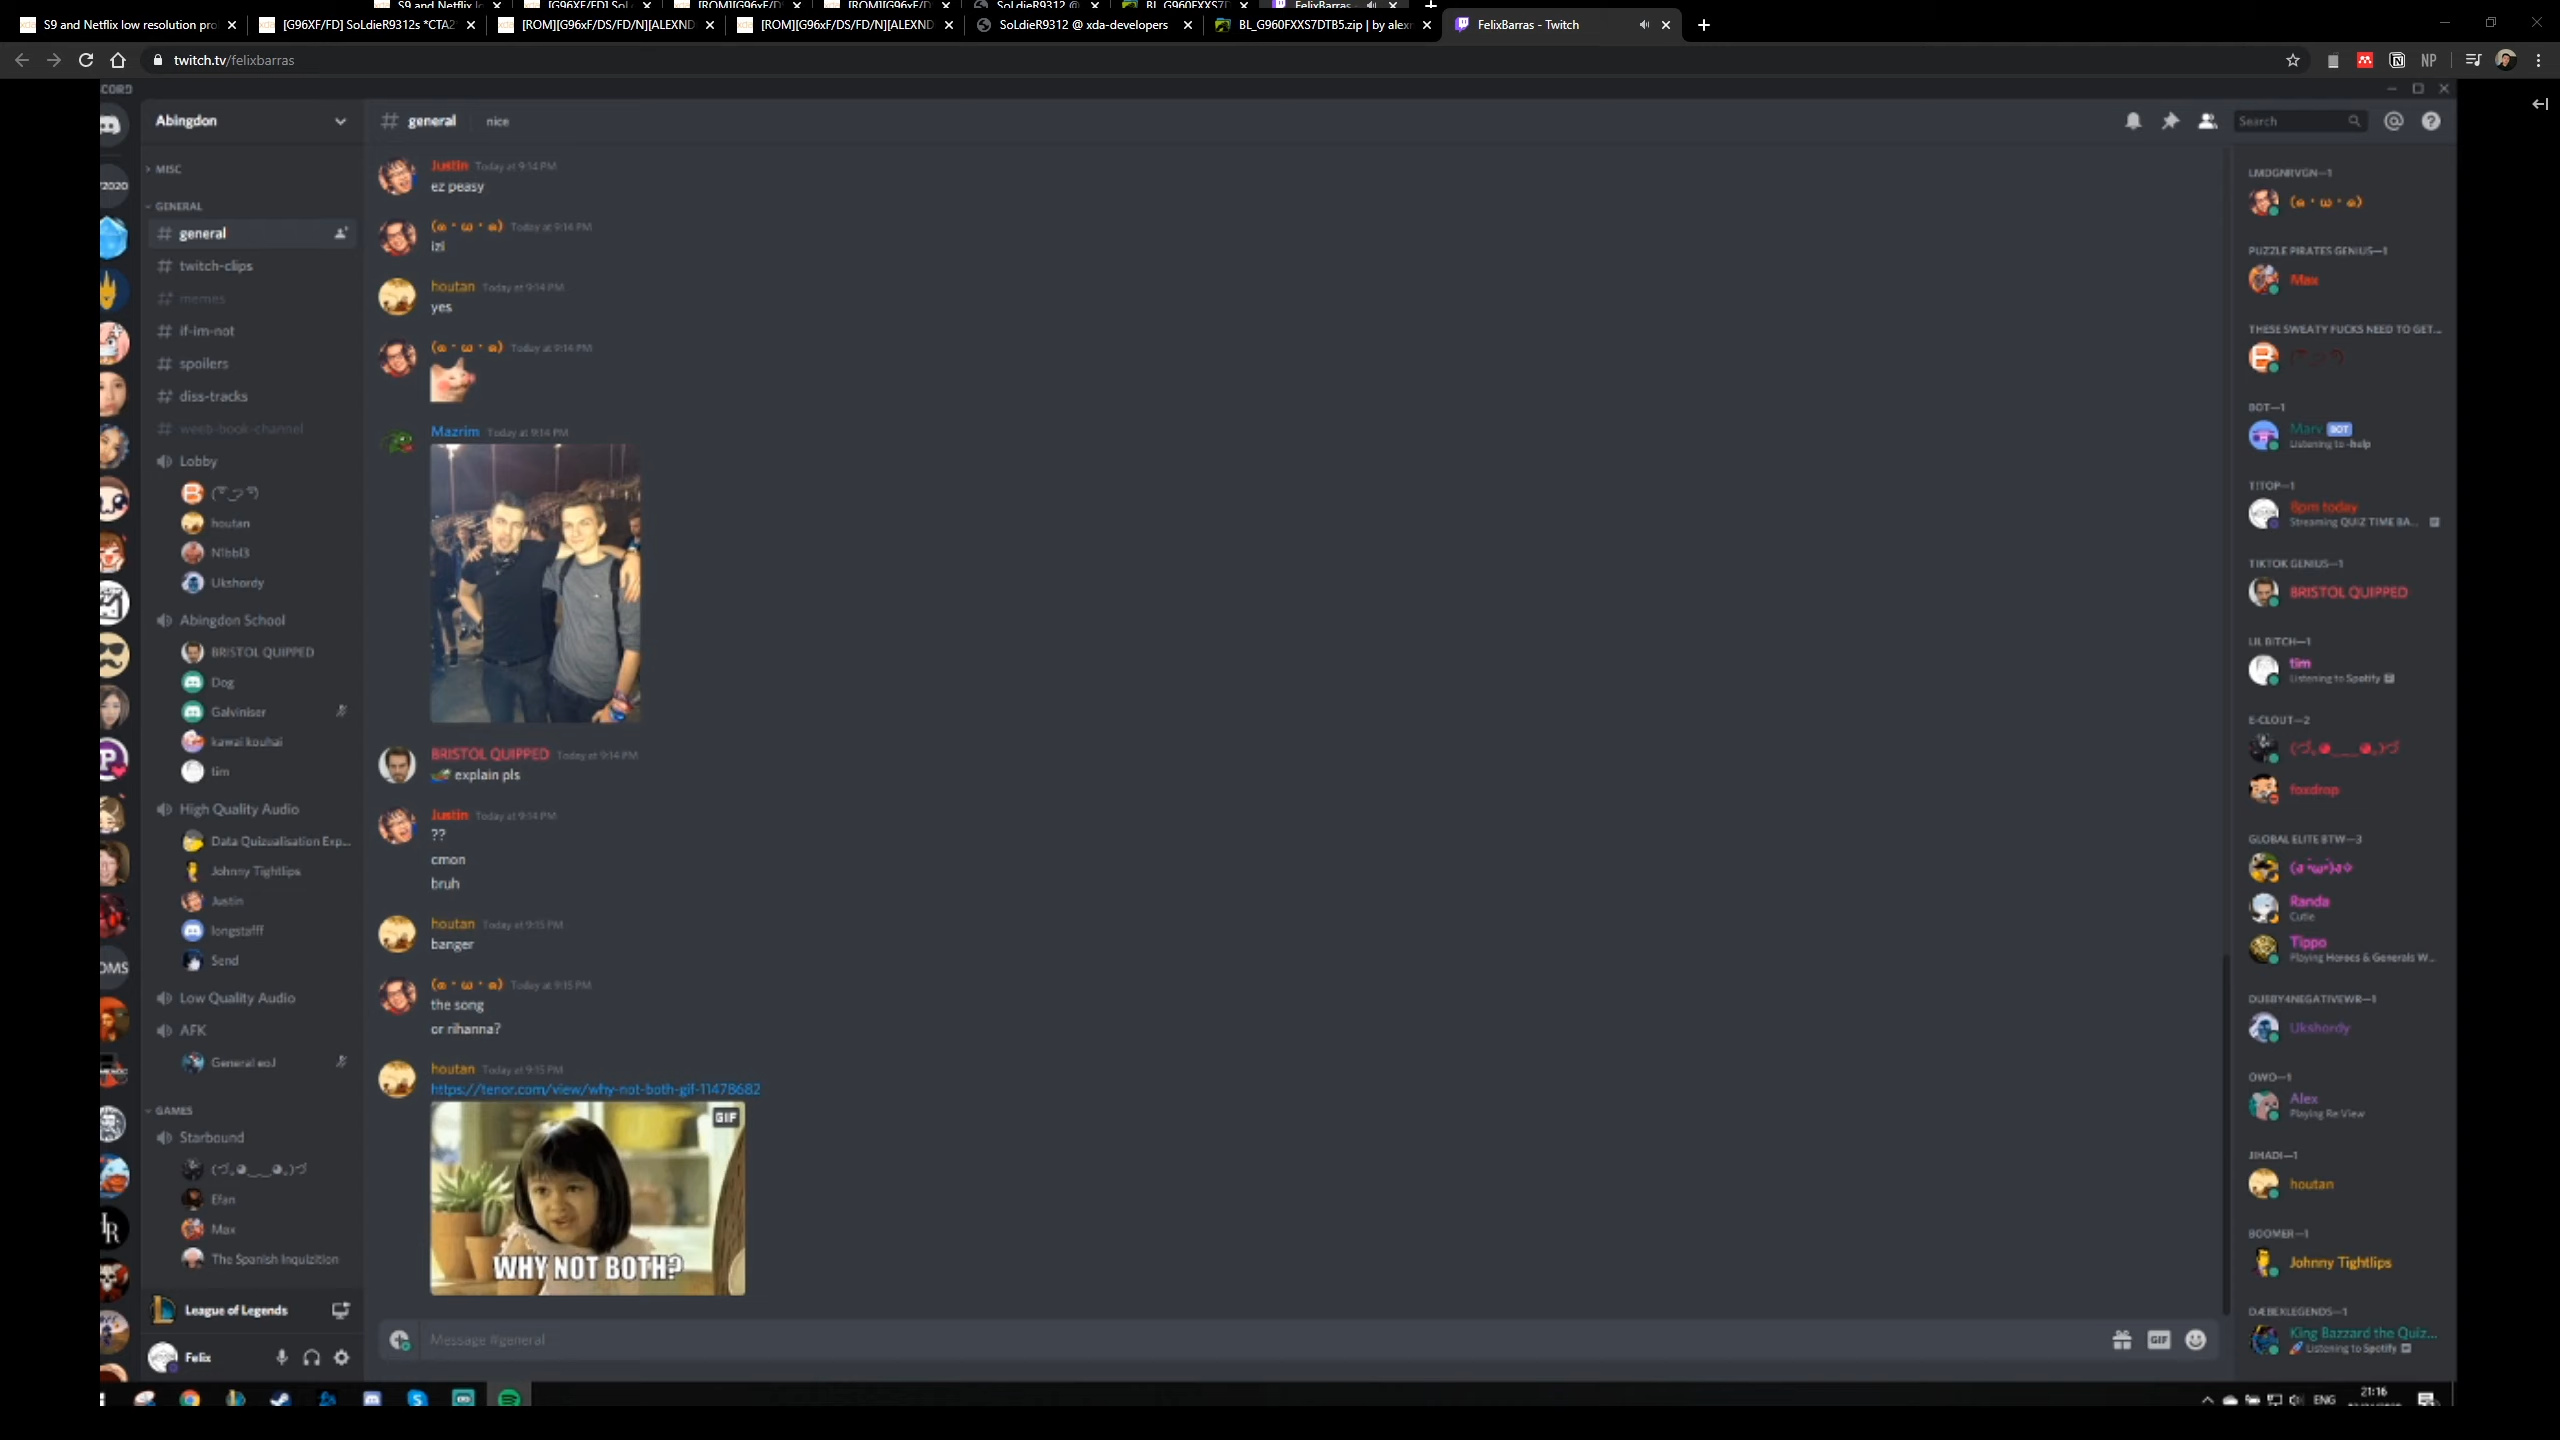 S9 and Netflix low resolution pro
[G96XF/FD] SoLdieR9312s *CTA2*
[ROM][G96xF/DS/FD/N][ALEXND
[ROM][G96xF/DS/FD/N][ALEXND
SoLdieR9312 @ xda-developers
BL_G960FXXS7DTB5.zip | by alex
FelixBarras - Twitch
twitch.tv/felixbarras
NP
Abingdon
MISC
GENERAL
general
twitch-clips
memes
if-im-not
spoilers
diss-tracks
weeb-book-channel
Lobby
houtan
N1bbl3
Ukshordy
Abingdon School
BRISTOL QUIPPED
Dog
Galviniser
kawai kouhai
tim
High Quality Audio
Data Quizualisation Exp...
Johnny Tightlips
Justin
longstafff
Send
Low Quality Audio
AFK
General eoJ
GAMES
Starbound
Efan
Max
The Spanish Inquizition
League of Legends
Felix
general
nice
Justin Today at 9:14 PM
ez peasy
Today at 9:14 PM
izi
houtan Today at 9:14 PM
yes
Today at 9:14 PM
Mazrim Today at 9:14 PM
BRISTOL QUIPPED Today at 9:14 PM
explain pls
Justin Today at 9:14 PM
??
cmon
bruh
houtan Today at 9:15 PM
banger
Today at 9:15 PM
the song
or rihanna?
houtan Today at 9:15 PM
https://tenor.com/view/why-not-both-gif-11478682
GIF
WHY NOT BOTH?
Message #general
GIF
Search
LMDGNRVGN—1
PUZZLE PIRATES GENIUS—1
Max
THESE SWEATY FUCKS NEED TO GET...
BOT—1
Marv BOT
Listening to -help
T1TOP—1
8pm today
Streaming QUIZ TIME BA...
TIKTOK GENIUS—1
BRISTOL QUIPPED
LIL BITCH—1
tim
Listening to Spotify
E-CLOUT—2
foxdrop
GLOBAL ELITE BTW—3
Randa
Cutie
Tippo
Playing Heroes & Generals W...
DUBBY4NEGATIVEWR—1
Ukshordy
OWO—1
Alex
Playing Re:View
JIHADI—1
houtan
BOOMER—1
Johnny Tightlips
DÆBEXLEGENDS—1
King Bazzard the Quiz...
Listening to Spotify
ENG
21:16